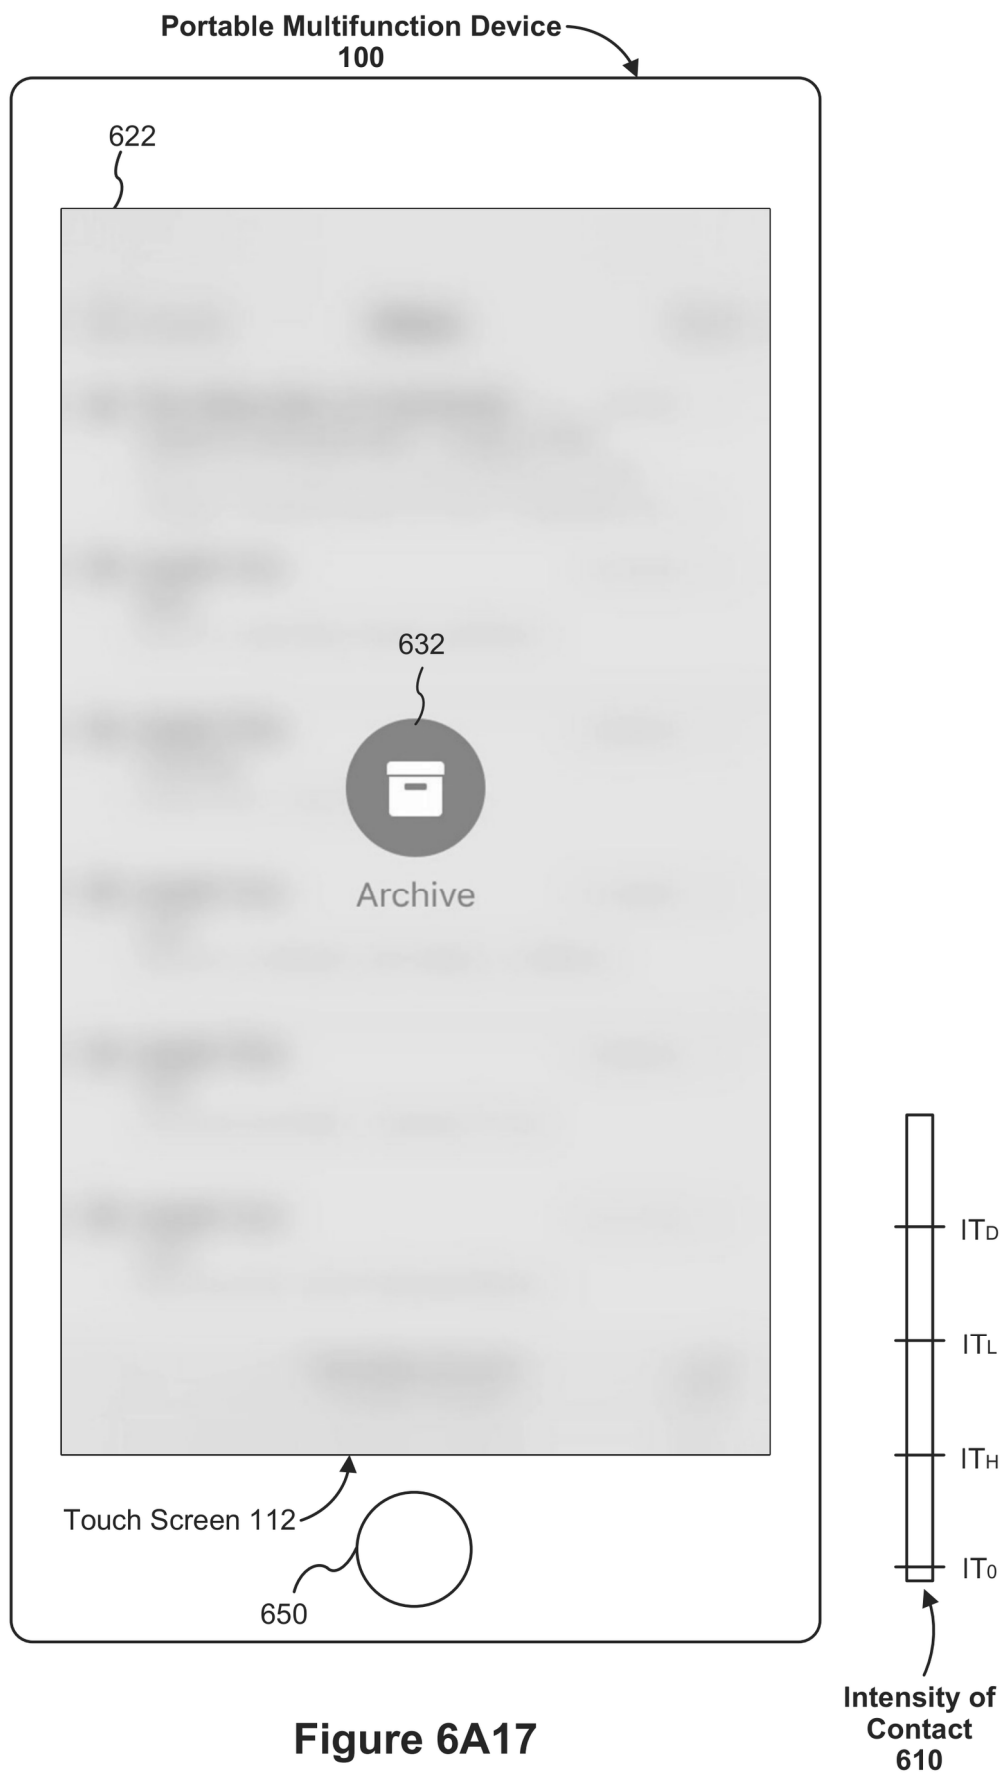 Portable Multifunction Device
100
622
632
Archive
ITD
ITL
ITH
IT0
Touch Screen 112
650
Intensity of
Contact
610
Figure 6A17